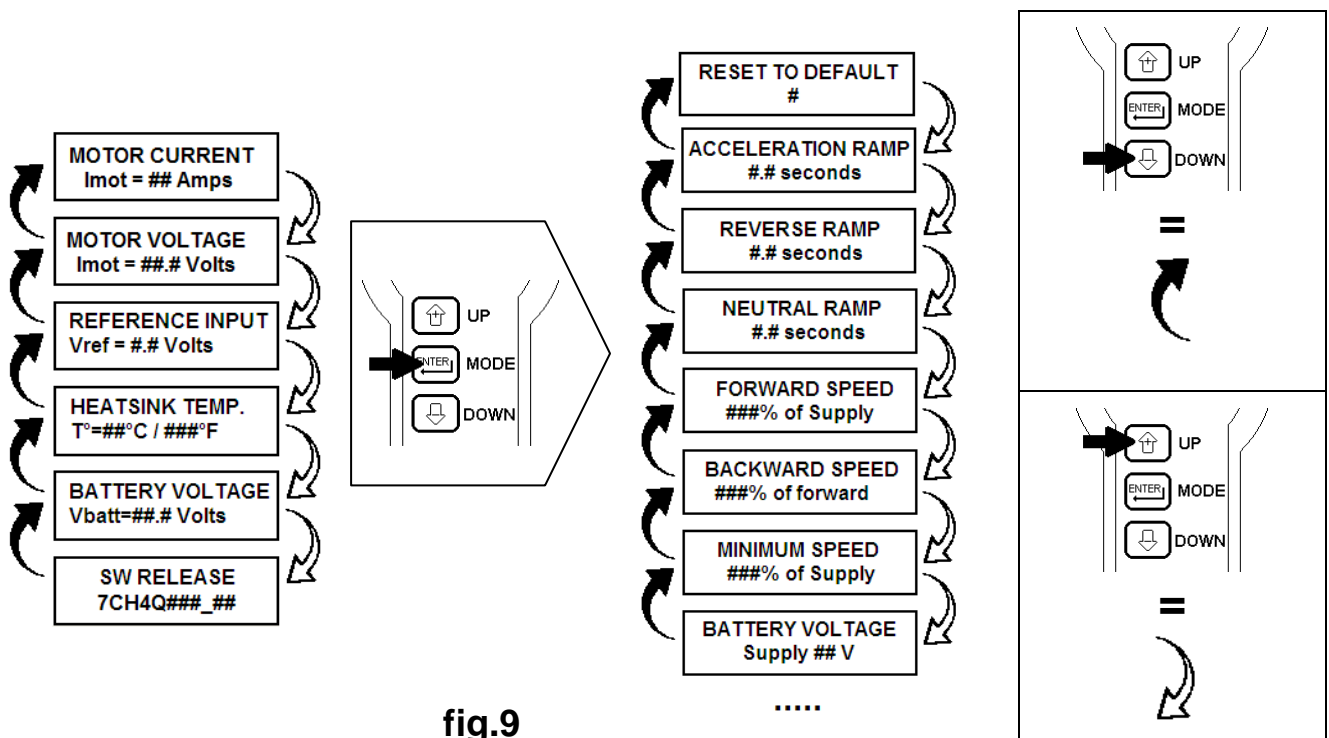 MOTOR CURRENT
Imot = ## Amps
MOTOR VOLTAGE
Imot = ##.# Volts
REFERENCE INPUT
Vref = #.# Volts
HEATSINK TEMP.
T°=##°C / ###°F
BATTERY VOLTAGE
Vbatt=##.# Volts
SW RELEASE
7CH4Q###_##
UP
ENTER MODE
DOWN
RESET TO DEFAULT
#
ACCELERATION RAMP
#.# seconds
REVERSE RAMP
#.# seconds
NEUTRAL RAMP
#.# seconds
FORWARD SPEED
###% of Supply
BACKWARD SPEED
###% of forward
MINIMUM SPEED
###% of Supply
BATTERY VOLTAGE
Supply ## V
.....
UP
ENTER MODE
DOWN
=
UP
ENTER MODE
DOWN
=
fig.9